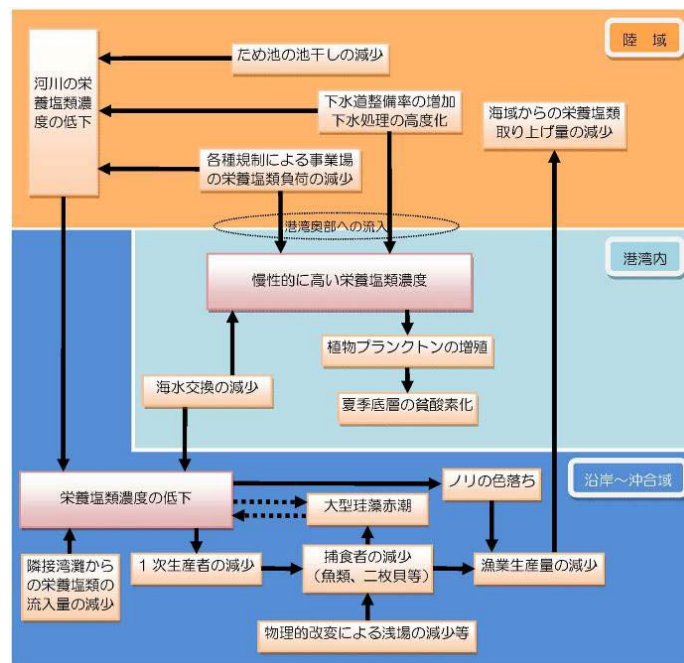 陸 域
ため池の池干しの減少
河川の栄
養塩類濃
度の低下
下水道整備率の増加
下水処理の高度化
海域からの栄養塩類
取り上げ量の減少
各種規制による事業場
の栄養塩類負荷の減少
港湾奥部への流入
港湾内
慢性的に高い栄養塩類濃度
植物プランクトンの増殖
海水交換の減少
夏季底層の貧酸素化
沿岸～沖合域
栄養塩類濃度の低下
ノリの色落ち
大型珪藻赤潮
隣接湾灘から
の栄養塩類の
流入量の減少
1次生産者の減少
捕食者の減少
(魚類、二枚貝等)
漁業生産量の減少
物理的改変による浅場の減少等